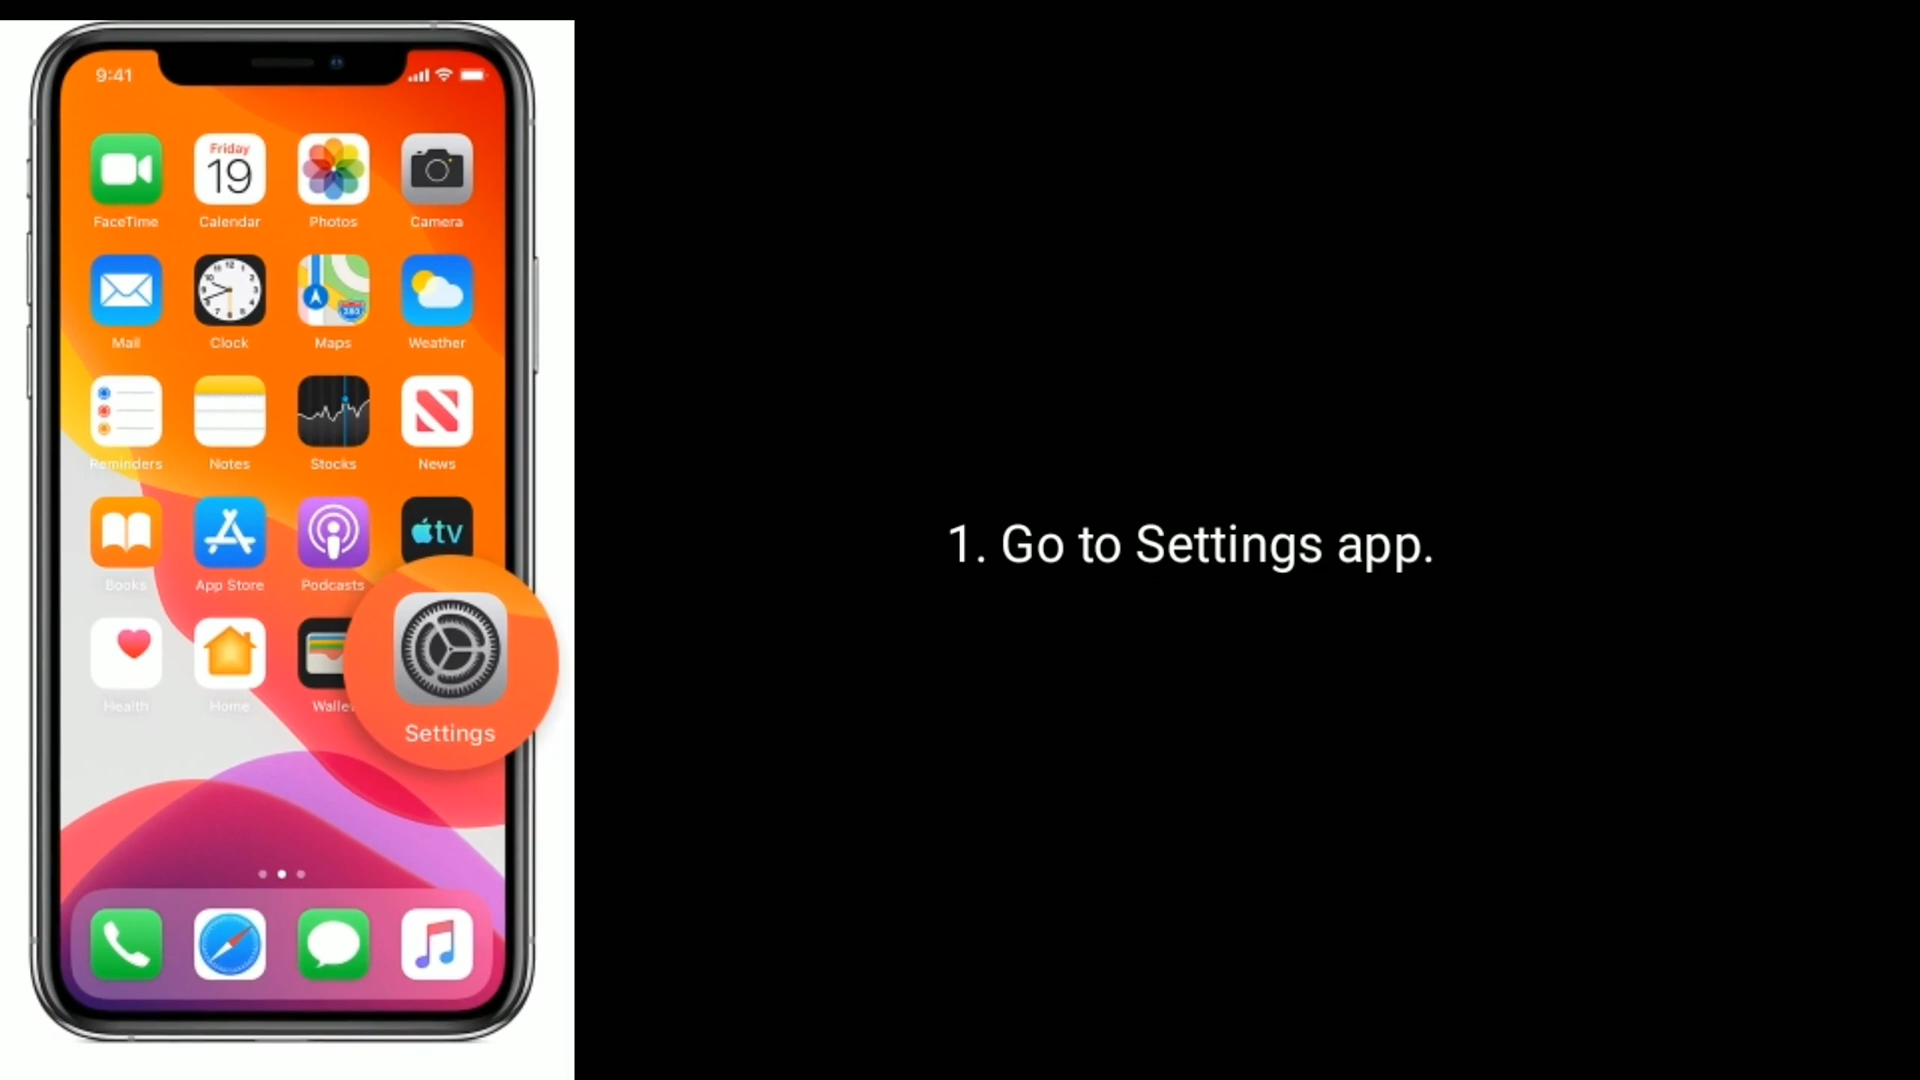 9:41
Friday
19
FaceTime
Calendar
Photos
Camera
Mail
Clock
Maps
280
Weather
Reminders
Notes
Stocks
News
tv
Books
App Store
Podcasts
Health
Home
Walle
Settings
1. Go to Settings app.